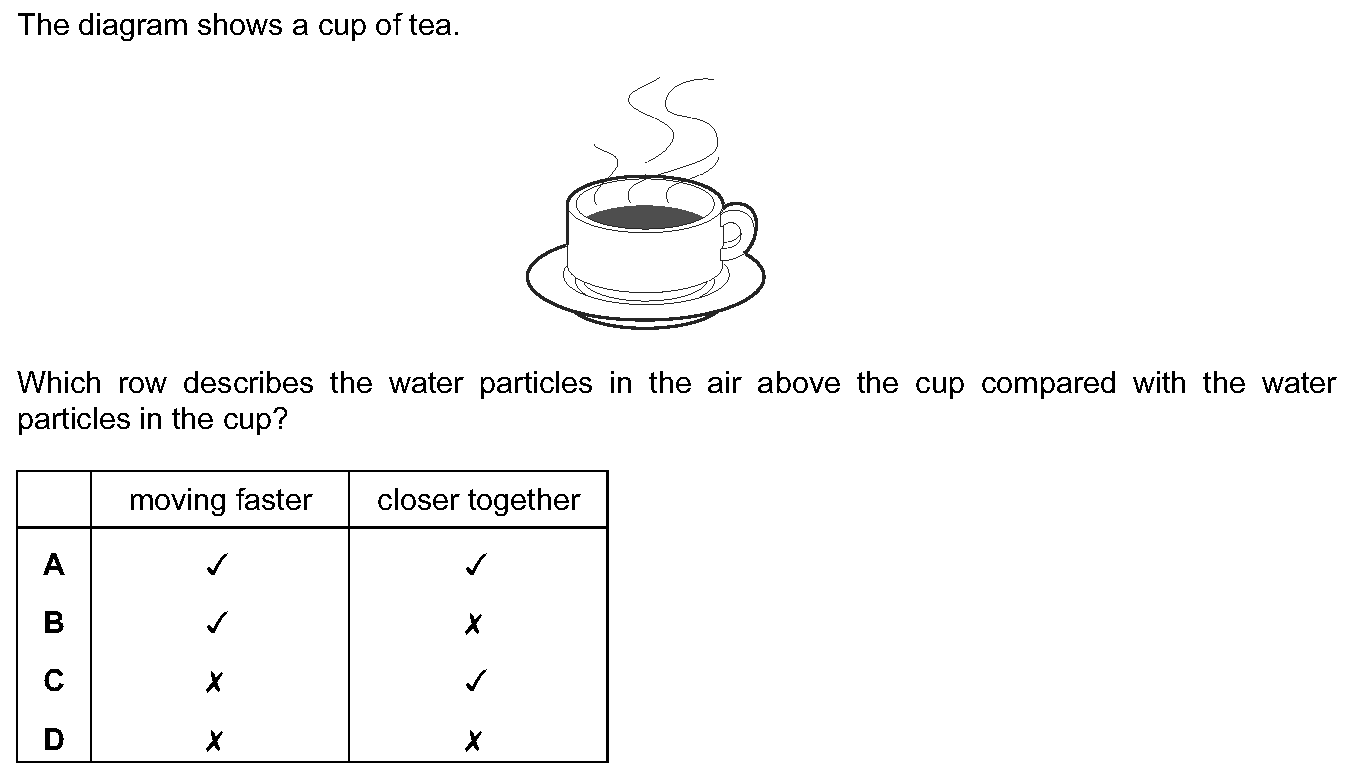 The diagram shows a cup of tea.
Which row describes the water particles in the air above the cup compared with the water
particles in the cup?
moving faster closer together
A ✓ ✓
B ✓ ✗
C ✗ ✓
D ✗ ✗